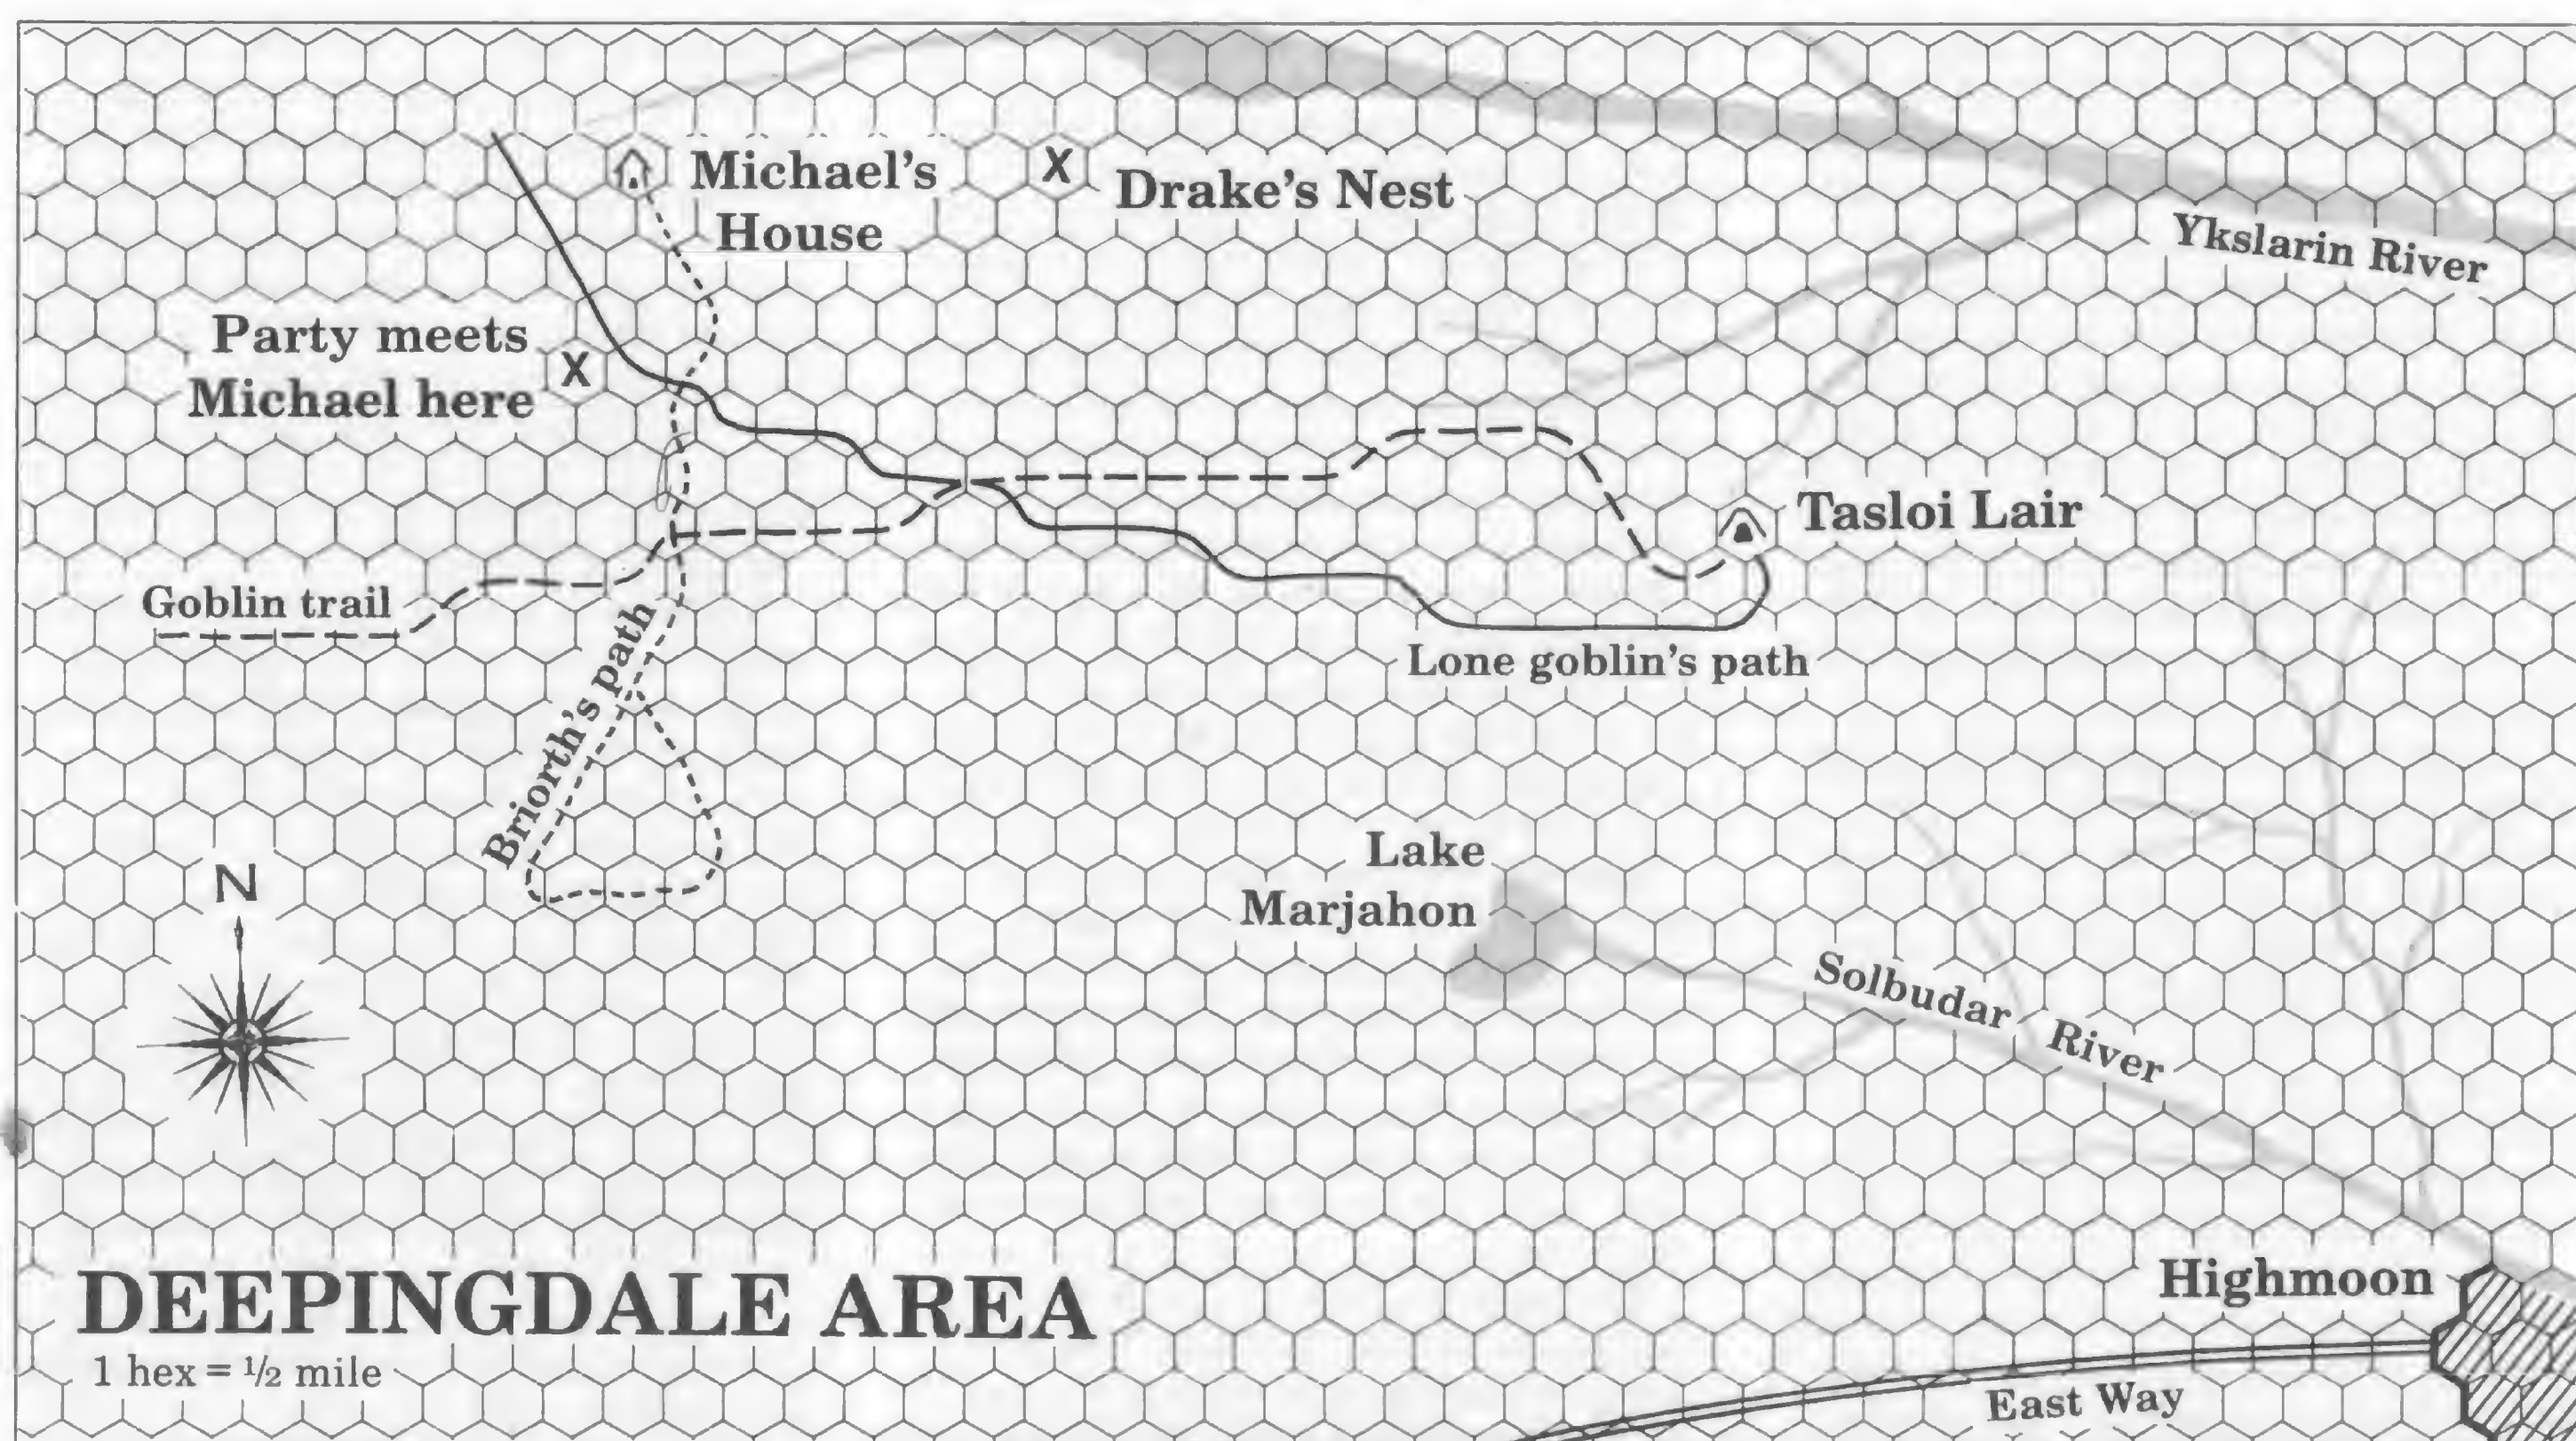 Michael's
House
X
Drake's Nest
Ykslarin River
Party meets
Michael here
X
Tasloi Lair
Goblin trail
Lone goblin's path
Briorth's path
Lake
Marjahon
N
Solbudar River
DEEPINGDALE AREA
1 hex = ½ mile
Highmoon
East Way